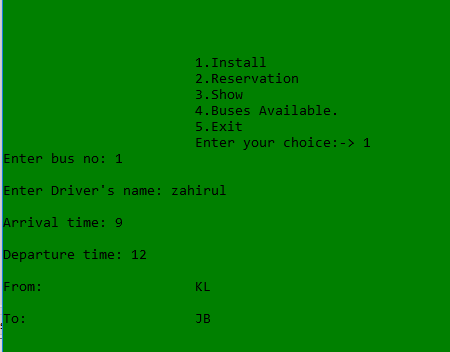 1.Install
2.Reservation
3.Show
4.Buses Available.
5.Exit
Enter your choice:-> 1
Enter bus no: 1
Enter Driver's name: zahirul
Arrival time: 9
Departure time: 12
From: KL
To: JB